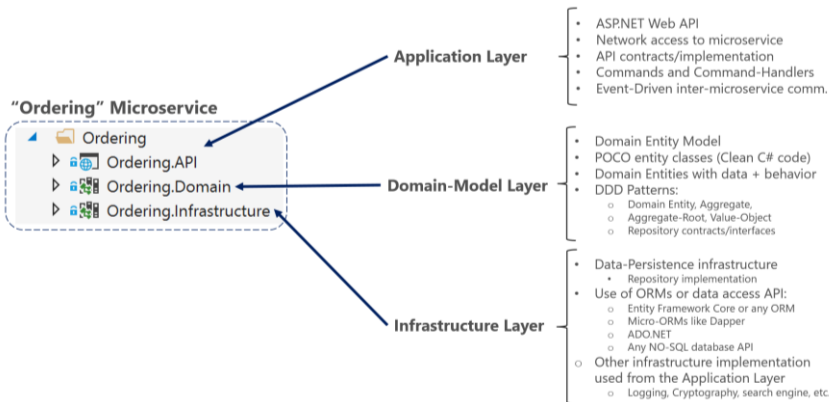 "Ordering" Microservice
Ordering
Ordering.API
Ordering.Domain
Ordering.Infrastructure
Application Layer
• ASP.NET Web API
• Network access to microservice
• API contracts/implementation
• Commands and Command-Handlers
• Event-Driven inter-microservice comm.
Domain-Model Layer
• Domain Entity Model
• POCO entity classes (Clean C# code)
• Domain Entities with data + behavior
• DDD Patterns:
o Domain Entity, Aggregate,
o Aggregate-Root, Value-Object
o Repository contracts/interfaces
Infrastructure Layer
• Data-Persistence infrastructure
• Repository implementation
• Use of ORMs or data access API:
o Entity Framework Core or any ORM
o Micro-ORMs like Dapper
o ADO.NET
o Any NO-SQL database API
o Other infrastructure implementation
used from the Application Layer
o Logging, Cryptography, search engine, etc.